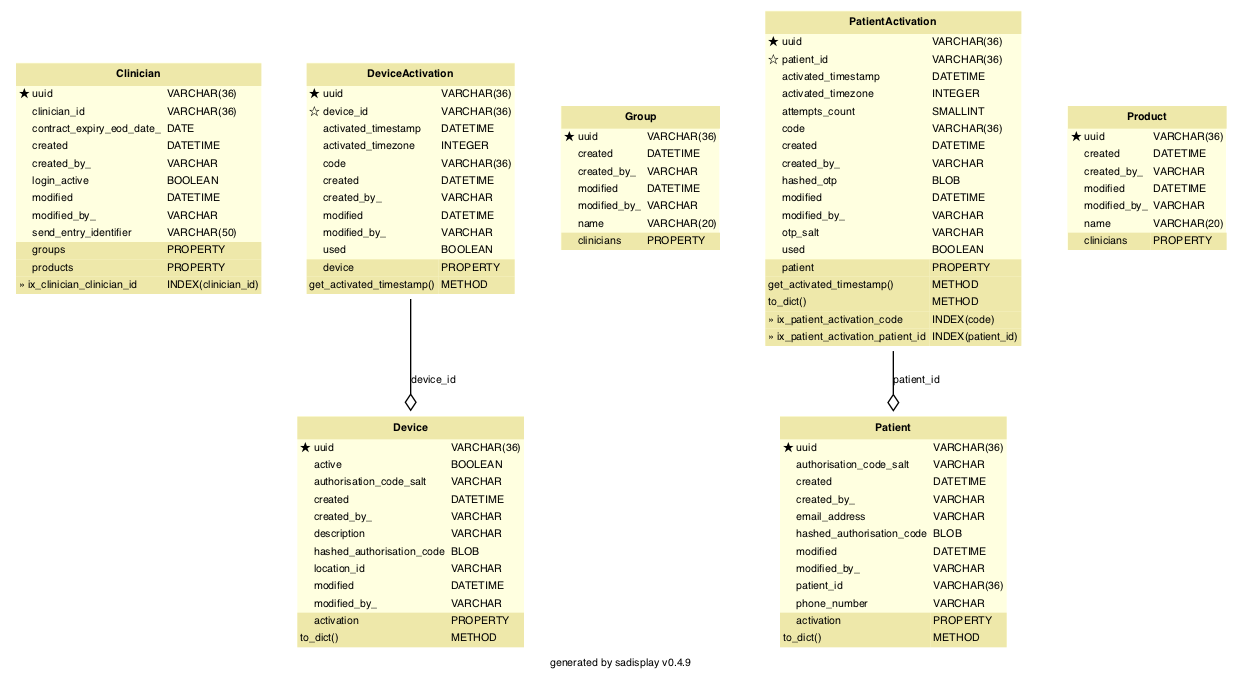 Clinician
★ uuid VARCHAR(36)
clinician_id VARCHAR(36)
contract_expiry_eod_date_ DATE
created DATETIME
created_by_ VARCHAR
login_active BOOLEAN
modified DATETIME
modified_by_ VARCHAR
send_entry_identifier VARCHAR(50)
groups PROPERTY
products PROPERTY
» ix_clinician_clinician_id INDEX(clinician_id)
DeviceActivation
★ uuid VARCHAR(36)
☆ device_id VARCHAR(36)
activated_timestamp DATETIME
activated_timezone INTEGER
code VARCHAR(36)
created DATETIME
created_by_ VARCHAR
modified DATETIME
modified_by_ VARCHAR
used BOOLEAN
device PROPERTY
get_activated_timestamp() METHOD
Group
★ uuid VARCHAR(36)
created DATETIME
created_by_ VARCHAR
modified DATETIME
modified_by_ VARCHAR
name VARCHAR(20)
clinicians PROPERTY
PatientActivation
★ uuid VARCHAR(36)
☆ patient_id VARCHAR(36)
activated_timestamp DATETIME
activated_timezone INTEGER
attempts_count SMALLINT
code VARCHAR(36)
created DATETIME
created_by_ VARCHAR
hashed_otp BLOB
modified DATETIME
modified_by_ VARCHAR
otp_salt VARCHAR
used BOOLEAN
patient PROPERTY
get_activated_timestamp() METHOD
to_dict() METHOD
» ix_patient_activation_code INDEX(code)
» ix_patient_activation_patient_id INDEX(patient_id)
Product
★ uuid VARCHAR(36)
created DATETIME
created_by_ VARCHAR
modified DATETIME
modified_by_ VARCHAR
name VARCHAR(20)
clinicians PROPERTY
device_id
patient_id
Device
★ uuid VARCHAR(36)
active BOOLEAN
authorisation_code_salt VARCHAR
created DATETIME
created_by_ VARCHAR
description VARCHAR
hashed_authorisation_code BLOB
location_id VARCHAR
modified DATETIME
modified_by_ VARCHAR
activation PROPERTY
to_dict() METHOD
Patient
★ uuid VARCHAR(36)
authorisation_code_salt VARCHAR
created DATETIME
created_by_ VARCHAR
email_address VARCHAR
hashed_authorisation_code BLOB
modified DATETIME
modified_by_ VARCHAR
patient_id VARCHAR(36)
phone_number VARCHAR
activation PROPERTY
to_dict() METHOD
generated by sadisplay v0.4.9